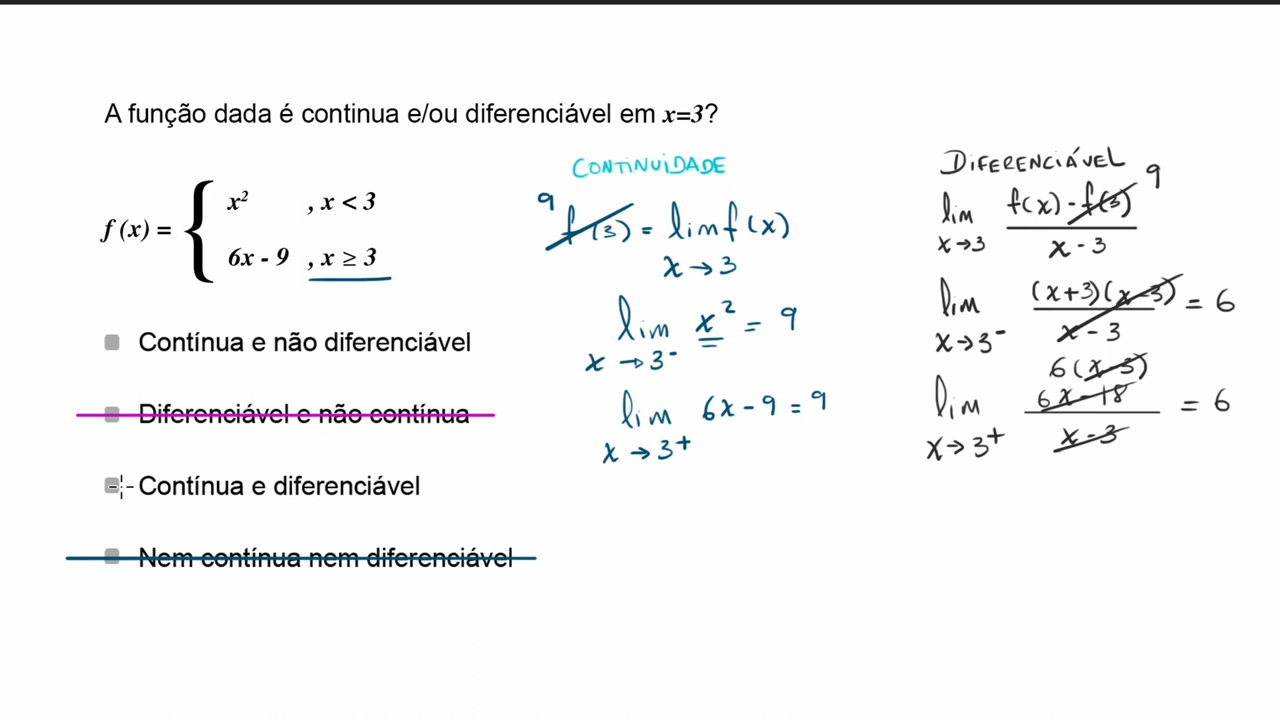 A função dada é continua e/ou diferenciável em x=3?
f (x) = { x² , x < 3
6x - 9 , x ≥ 3
Contínua e não diferenciável
Diferenciável e não contínua
Contínua e diferenciável
Nem contínua nem diferenciável
CONTINUIDADE
9
f(3) = lim f(x)
x → 3
lim x² = 9
x → 3⁻
lim 6x - 9 = 9
x → 3⁺
DIFERENCIÁVEL
9
lim f(x) - f(3)
x → 3 x - 3
lim (x+3)(x-3) = 6
x → 3⁻ x - 3
6(x-3)
lim 6x - 18 = 6
x → 3⁺ x - 3